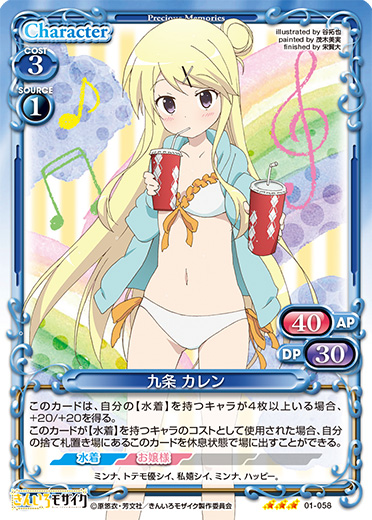 Precious Memories
Character
illustrated by 谷拓也
painted by 茂木美実
finished by 宋賢大
COST
3
SOURCE
1
40 AP
DP 30
九条 カレン
このカードは、自分の【水着】を持つキャラが4枚以上いる場合、
+20/+20を得る。
このカードが【水着】を持つキャラのコストとして使用された場合、自
分の捨て札置き場にあるこのカードを休息状態で場に出すことができる。
水着 お嬢様
ミンナ、トテモ優シイ、私嬉シイ、ミンナ、ハッピー。
きんいろモザイク
©原悠衣・芳文社/きんいろモザイク製作委員会
01-058